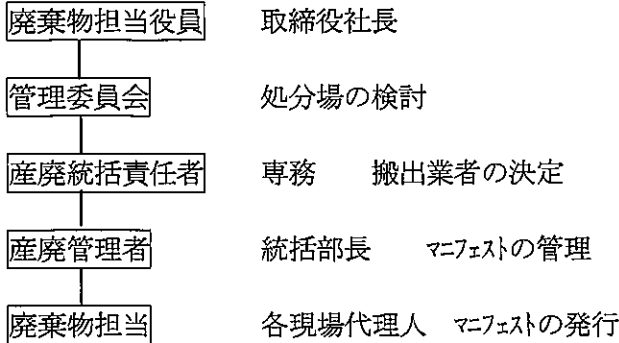 廃棄物担当役員 取締役社長
管理委員会 処分場の検討
産廃統括責任者 専務 搬出業者の決定
産廃管理者 統括部長 ﾏﾆﾌｪｽﾄの管理
廃棄物担当 各現場代理人 ﾏﾆﾌｪｽﾄの発行